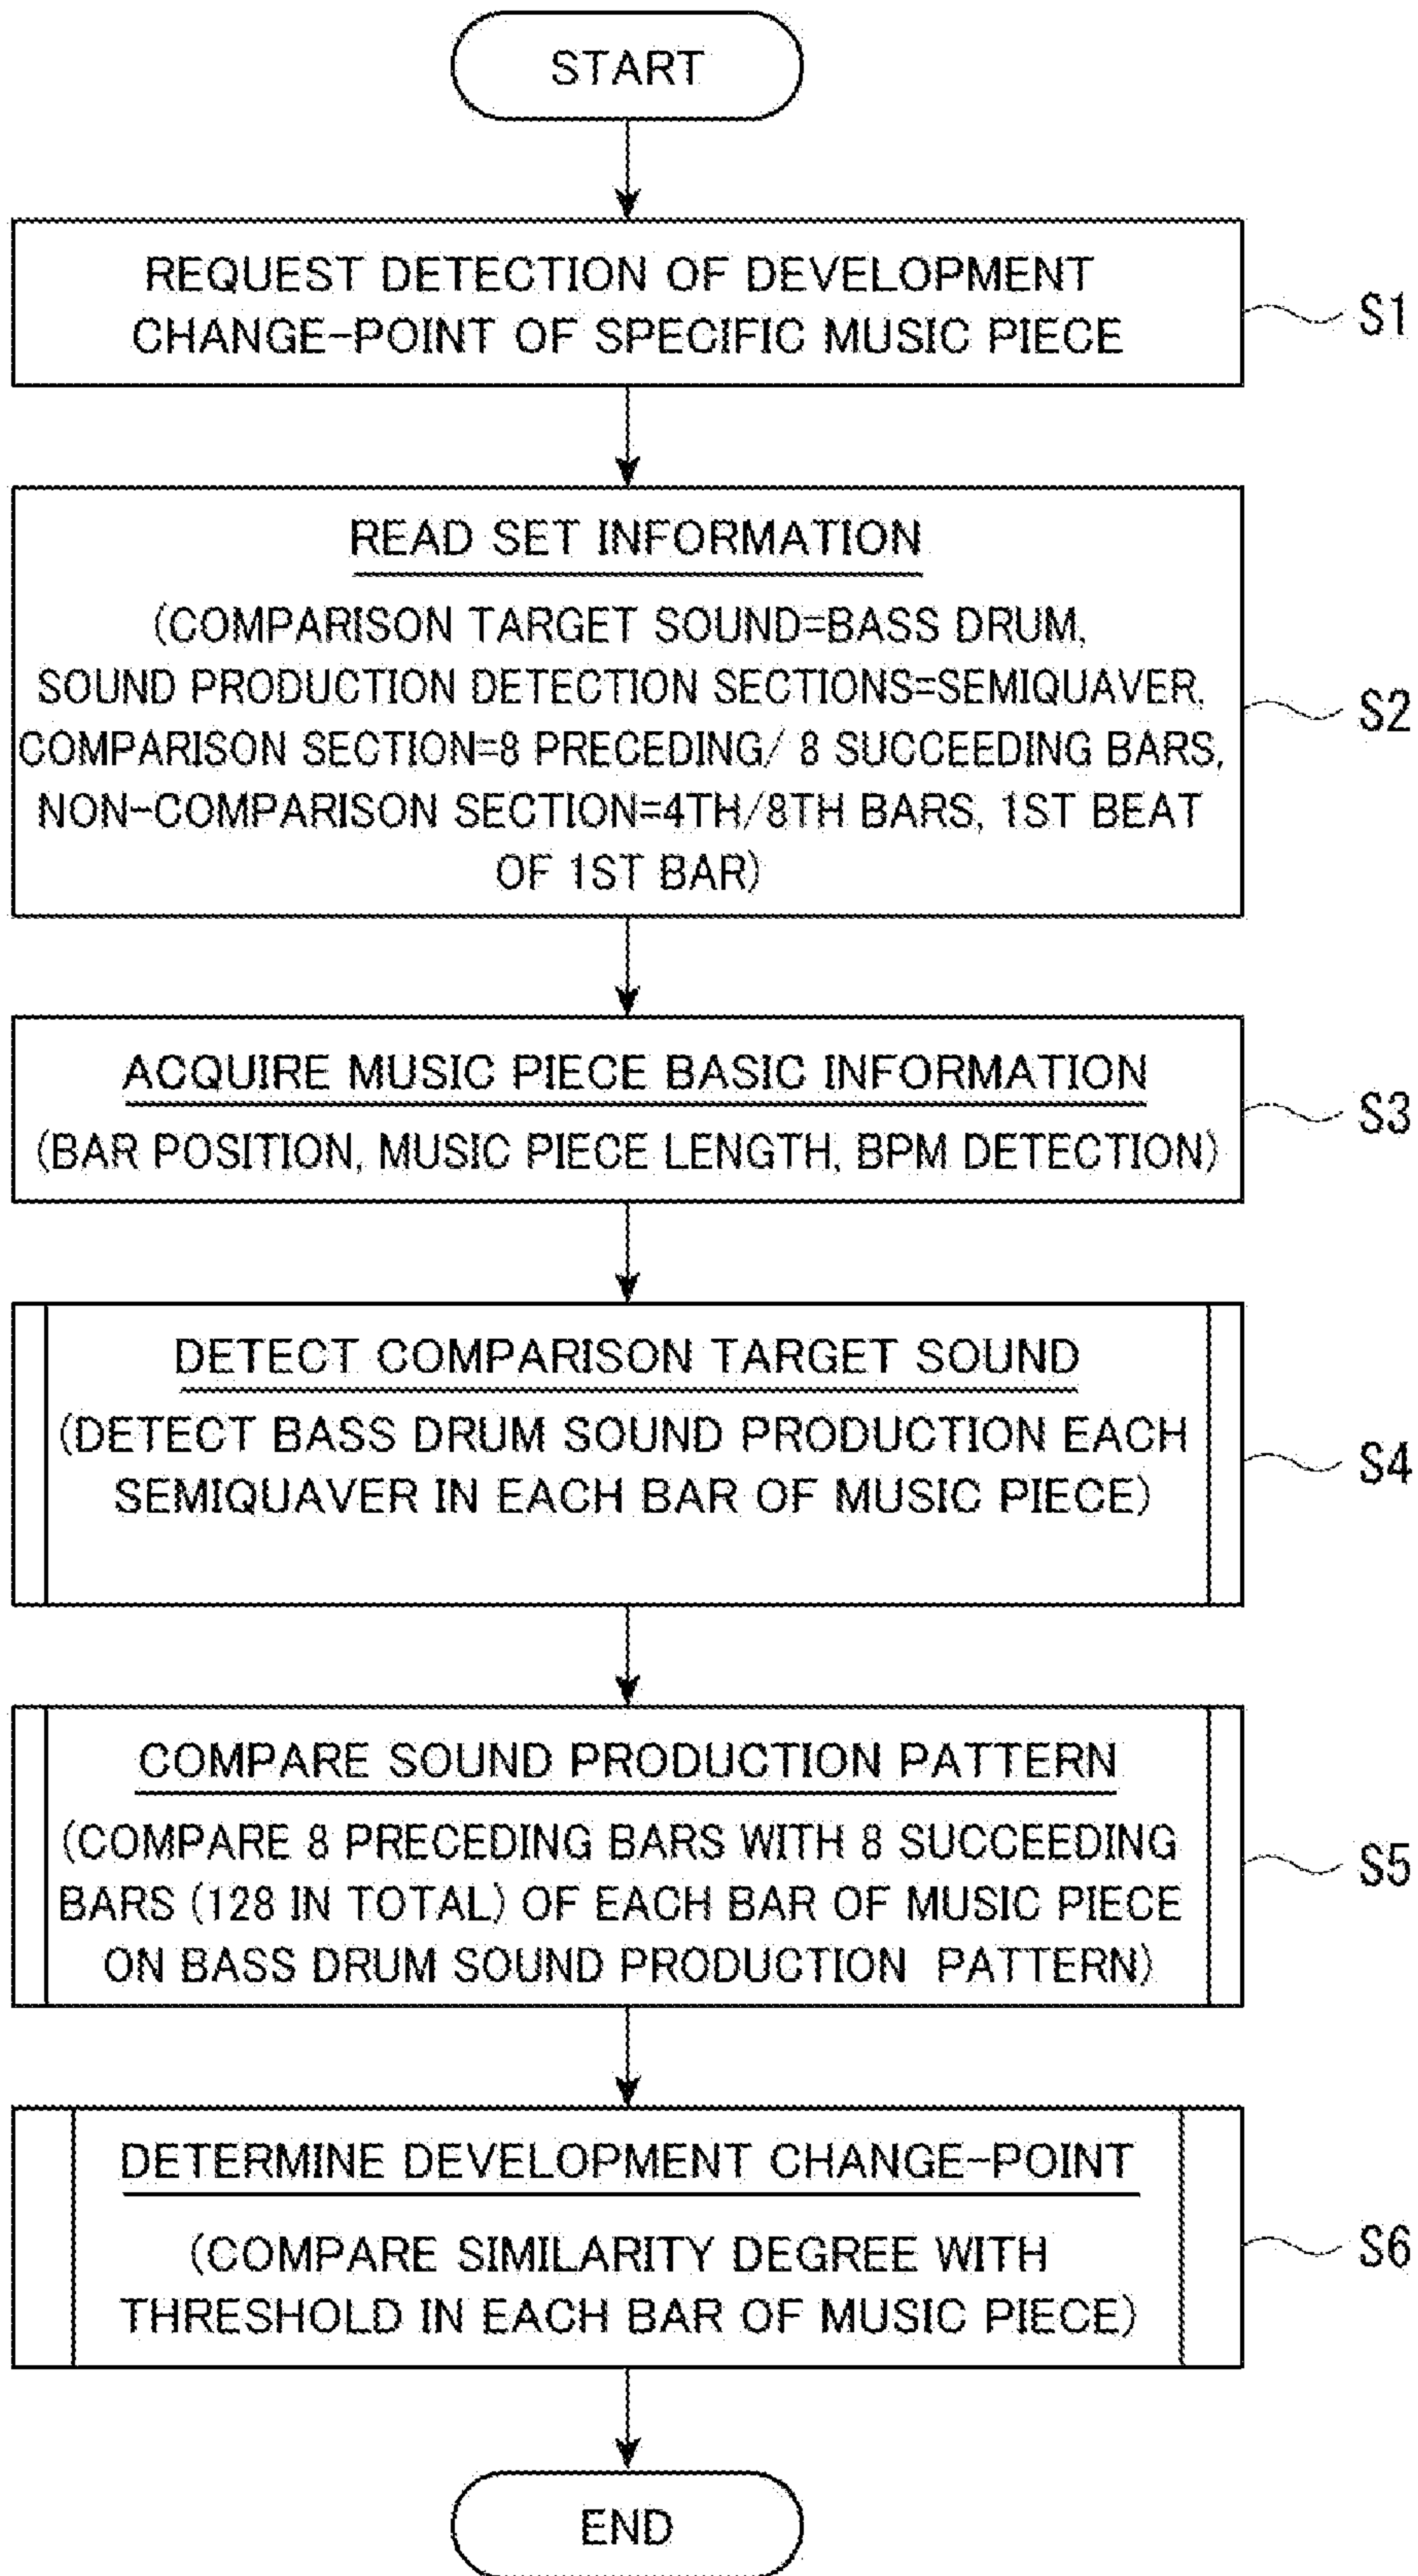 START
REQUEST DETECTION OF DEVELOPMENT
CHANGE-POINT OF SPECIFIC MUSIC PIECE
S1
READ SET INFORMATION
(COMPARISON TARGET SOUND=BASS DRUM,
SOUND PRODUCTION DETECTION SECTIONS=SEMIQUAVER,
COMPARISON SECTION=8 PRECEDING/ 8 SUCCEEDING BARS,
NON-COMPARISON SECTION=4TH/8TH BARS, 1ST BEAT
OF 1ST BAR)
S2
ACQUIRE MUSIC PIECE BASIC INFORMATION
(BAR POSITION, MUSIC PIECE LENGTH, BPM DETECTION)
S3
DETECT COMPARISON TARGET SOUND
(DETECT BASS DRUM SOUND PRODUCTION EACH
SEMIQUAVER IN EACH BAR OF MUSIC PIECE)
S4
COMPARE SOUND PRODUCTION PATTERN
(COMPARE 8 PRECEDING BARS WITH 8 SUCCEEDING
BARS (128 IN TOTAL) OF EACH BAR OF MUSIC PIECE
ON BASS DRUM SOUND PRODUCTION PATTERN)
S5
DETERMINE DEVELOPMENT CHANGE-POINT
(COMPARE SIMILARITY DEGREE WITH
THRESHOLD IN EACH BAR OF MUSIC PIECE)
S6
END